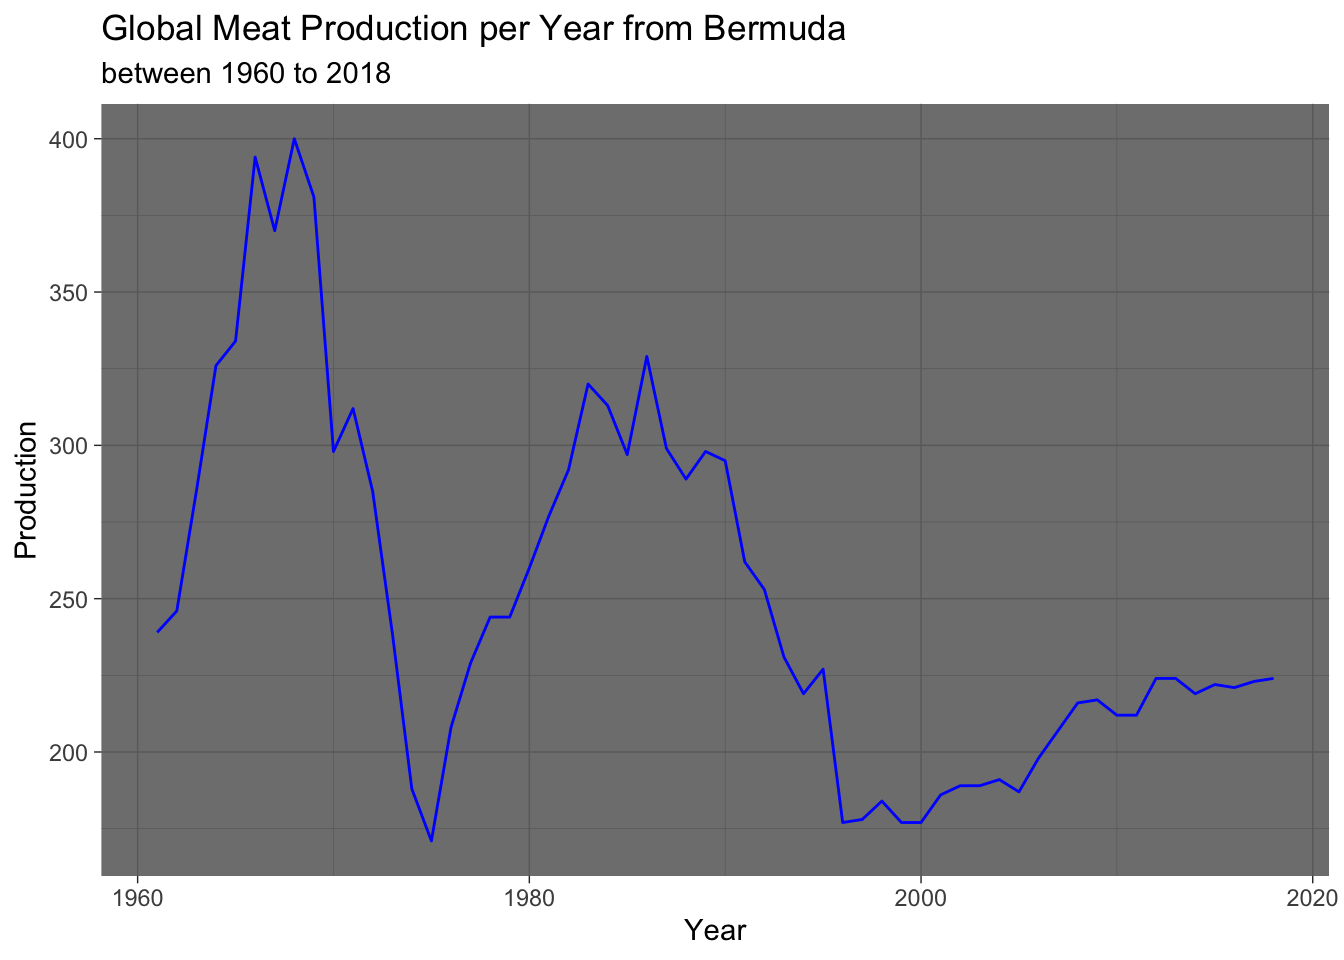 Global Meat Production per Year from Bermuda
between 1960 to 2018
400
350
300
250
200
Production
1960 1980 2000 2020
Year